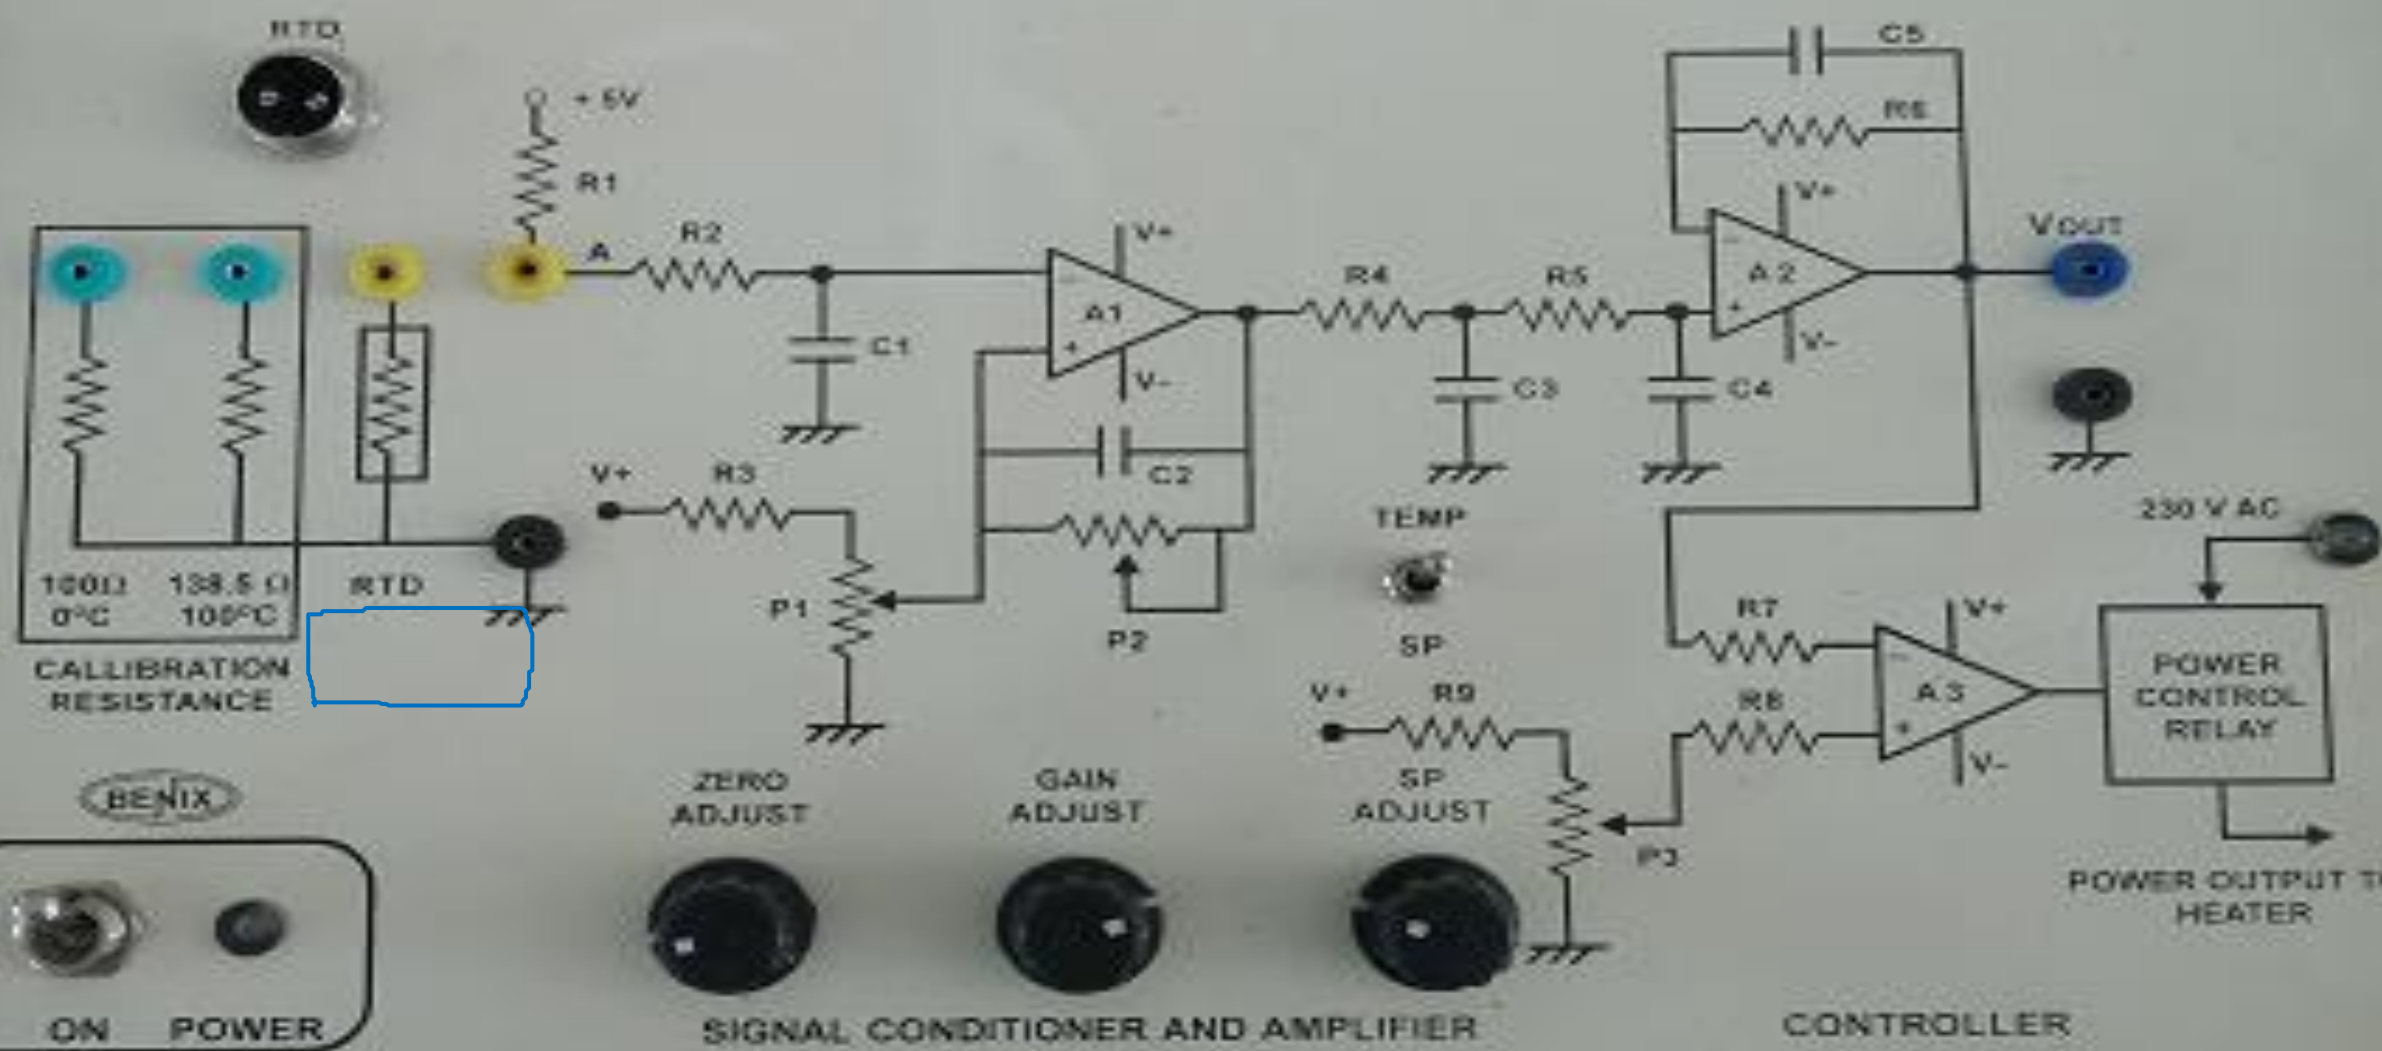 RTD
+ 5V
R1
A
R2
C1
V+
−
A1
+
V-
C2
P2
V+
R3
P1
R4
R5
C3
C4
C5
R6
V+
−
A2
+
V-
VOUT
100Ω
0°C
138.5 Ω
100°C
RTD
CALLIBRATION
RESISTANCE
TEMP
SP
V+
R9
P3
R7
R8
V+
−
A3
+
V-
230 V AC
POWER
CONTROL
RELAY
POWER OUTPUT
HEATER
BENIX
ZERO
ADJUST
GAIN
ADJUST
SP
ADJUST
ON
POWER
SIGNAL CONDITIONER AND AMPLIFIER
CONTROLLER